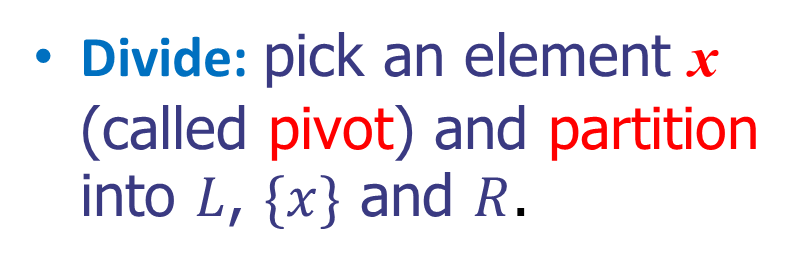 • Divide: pick an element x
(called pivot) and partition
into L, {x} and R.